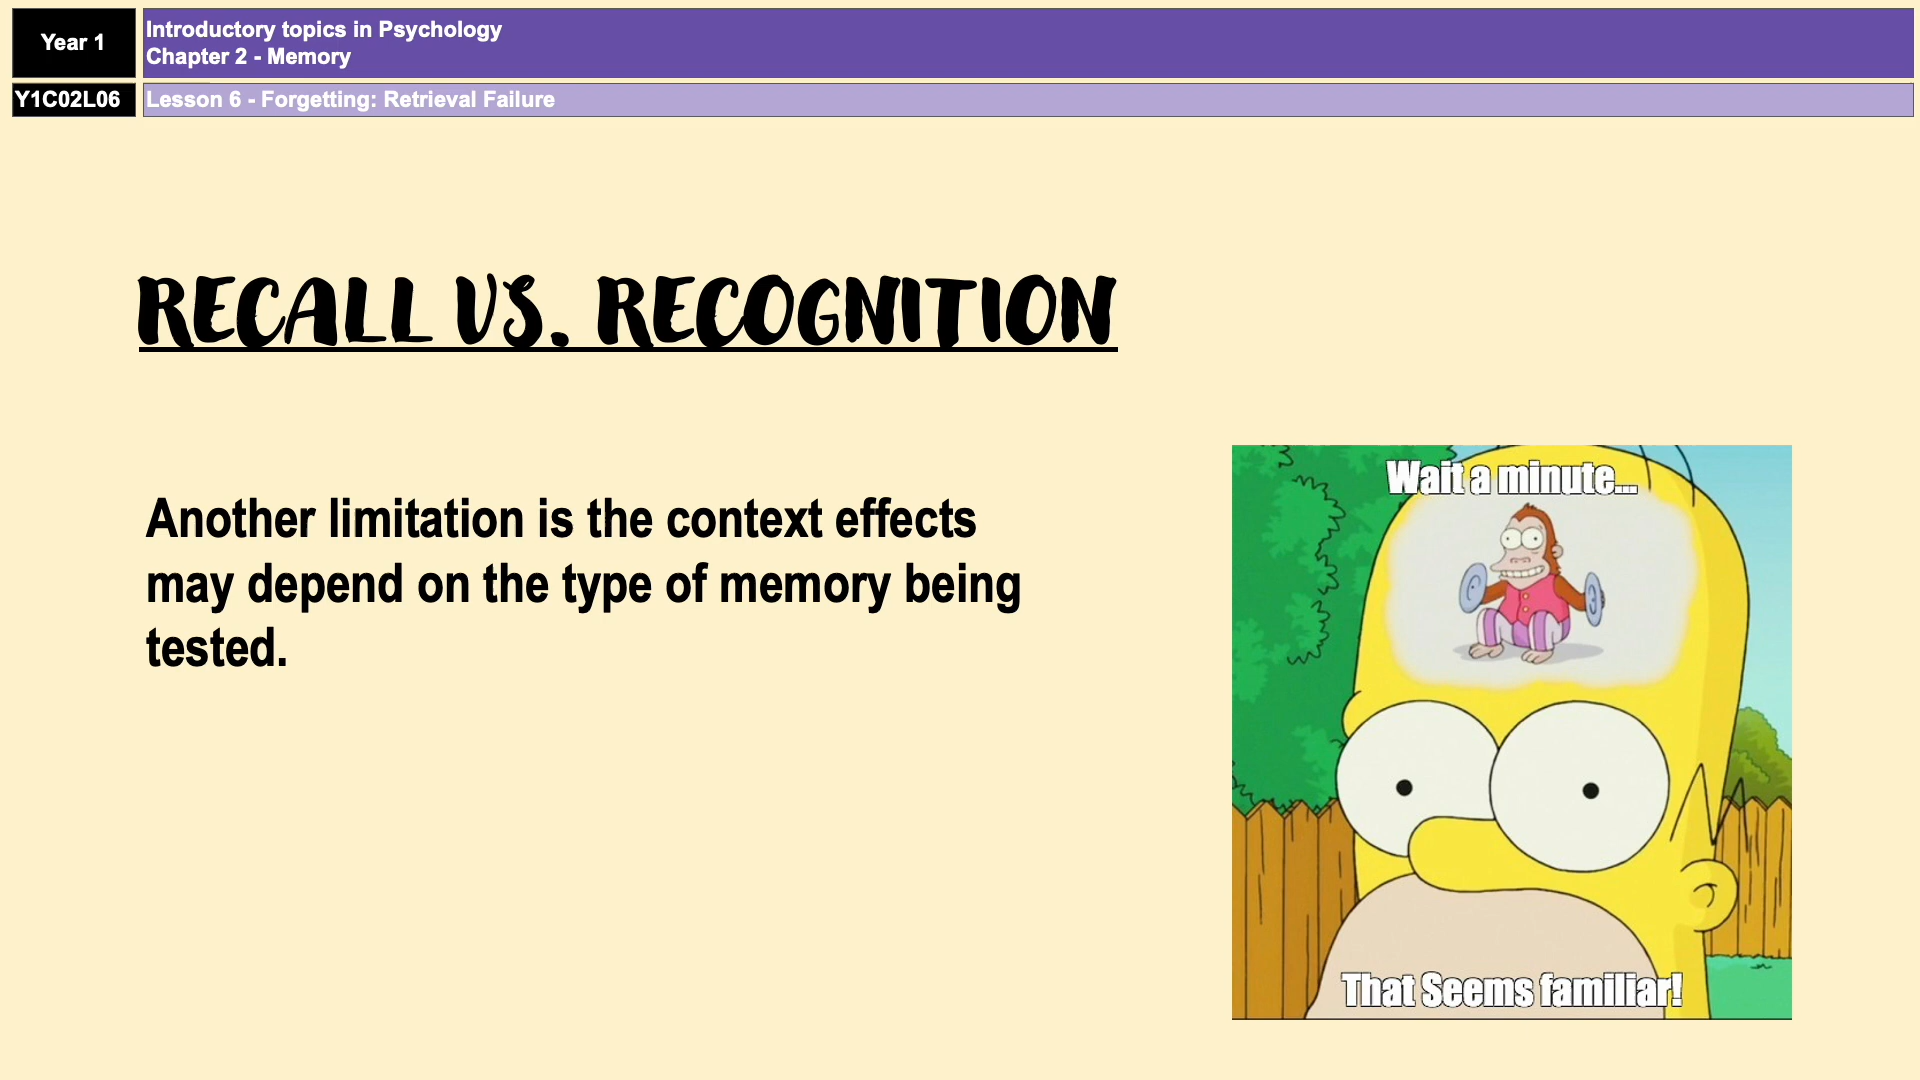 Year 1
Introductory topics in Psychology
Chapter 2 - Memory
Y1C02L06
Lesson 6 - Forgetting: Retrieval Failure
RECALL VS. RECOGNITION
Another limitation is the context effects
may depend on the type of memory being
tested.
Wait a minute...
That Seems familiar!